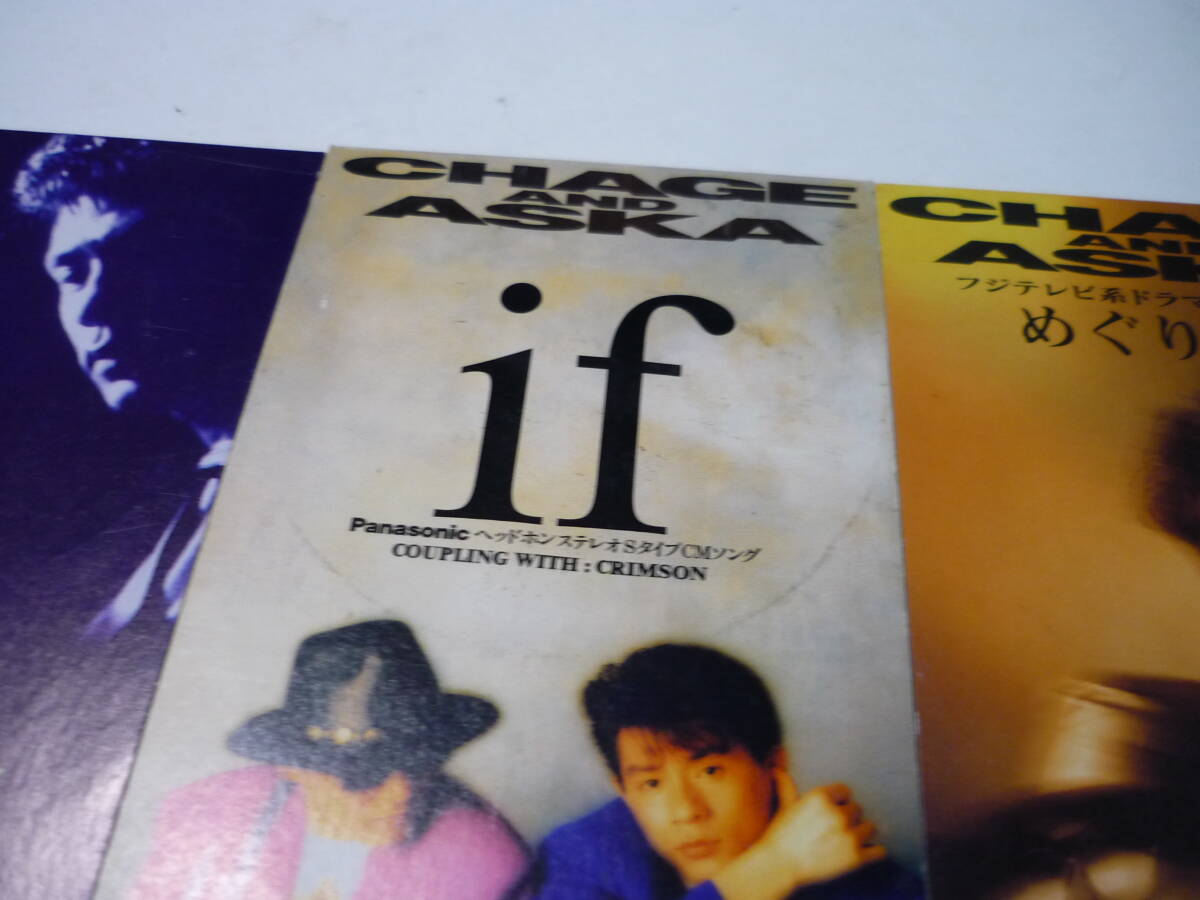 CHAGE
AND
ASKA
if
Panasonic ヘッドホンステレオSタイプCMソング
COUPLING WITH : CRIMSON
CHA
AN
ASK
フジテレビ系ドラマ
めぐり